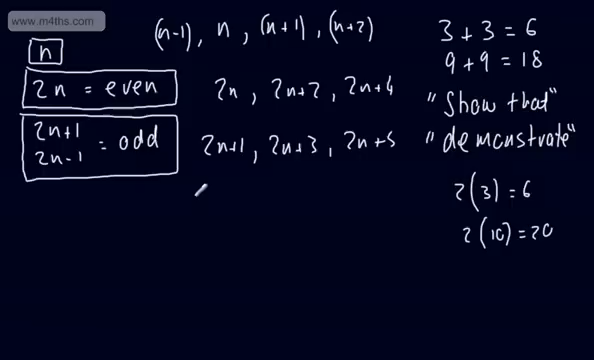 www.m4ths.com
n
(n-1), n, (n+1), (n+2)
2n = even
2n, 2n+2, 2n+4
2n+1
2n-1 = odd
2n+1, 2n+3, 2n+5
3 + 3 = 6
9 + 9 = 18
"Show that"
"demonstrate"
2(3) = 6
2(10) = 20